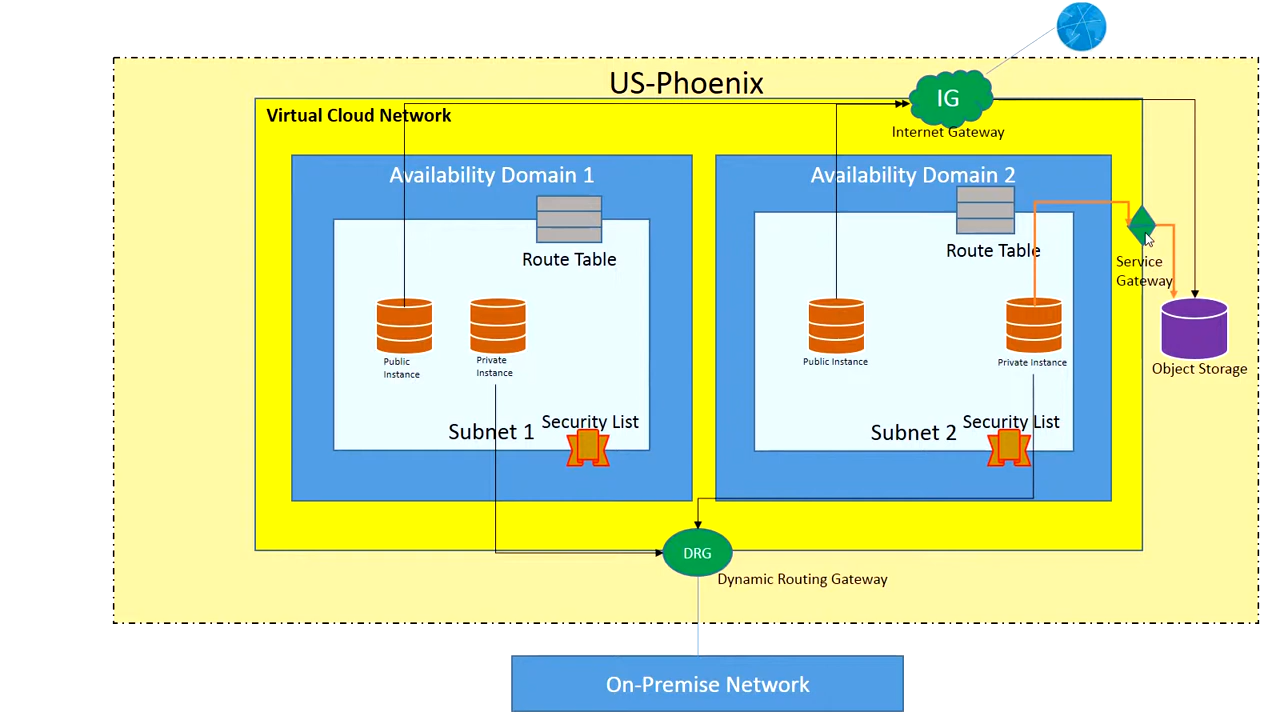 US-Phoenix
IG
Internet Gateway
Virtual Cloud Network
Availability Domain 1
Availability Domain 2
Route Table
Route Table
Service
Gateway
Public
Instance
Private
Instance
Public Instance
Private Instance
Object Storage
Subnet 1
Security List
Subnet 2
Security List
DRG
Dynamic Routing Gateway
On-Premise Network